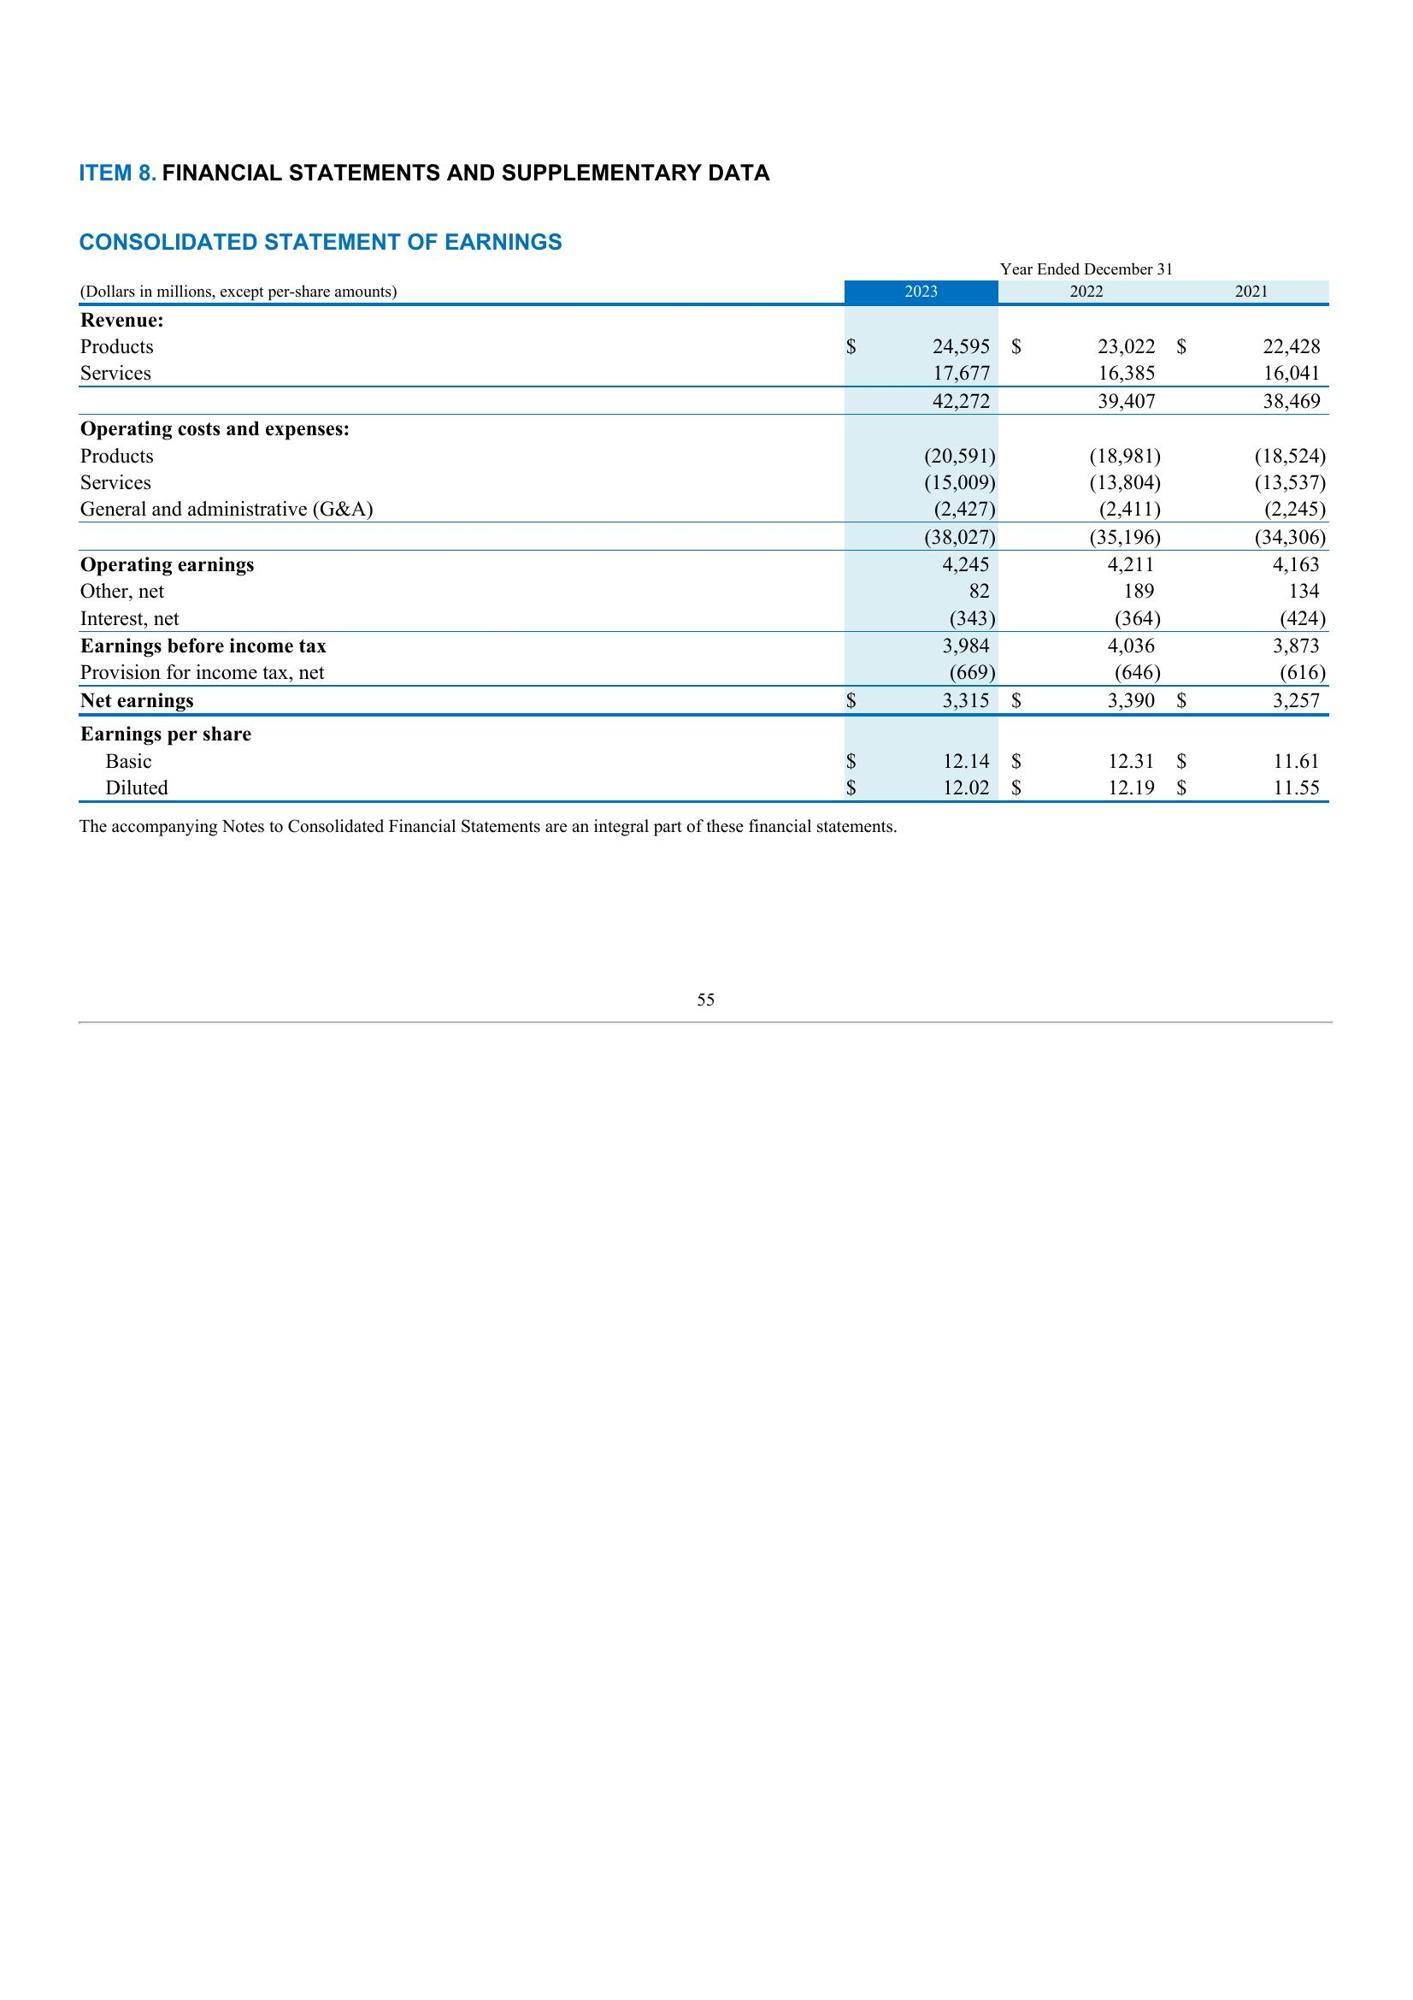 ITEM 8. FINANCIAL STATEMENTS AND SUPPLEMENTARY DATA
CONSOLIDATED STATEMENT OF EARNINGS
Year Ended December 31
(Dollars in millions, except per-share amounts) 2023 2022 2021
Revenue:
Products $ 24,595 $ 23,022 $ 22,428
Services 17,677 16,385 16,041
42,272 39,407 38,469
Operating costs and expenses:
Products (20,591) (18,981) (18,524)
Services (15,009) (13,804) (13,537)
General and administrative (G&A) (2,427) (2,411) (2,245)
(38,027) (35,196) (34,306)
Operating earnings 4,245 4,211 4,163
Other, net 82 189 134
Interest, net (343) (364) (424)
Earnings before income tax 3,984 4,036 3,873
Provision for income tax, net (669) (646) (616)
Net earnings $ 3,315 $ 3,390 $ 3,257
Earnings per share
Basic $ 12.14 $ 12.31 $ 11.61
Diluted $ 12.02 $ 12.19 $ 11.55
The accompanying Notes to Consolidated Financial Statements are an integral part of these financial statements.
55